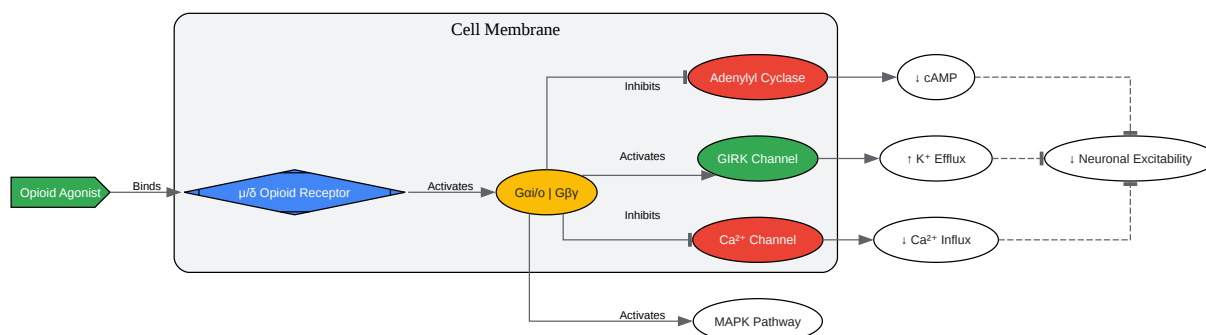 Cell Membrane
Adenylyl Cyclase
↓ cAMP
Inhibits
Activates
GIRK Channel
↑ K⁺ Efflux
↓ Neuronal Excitability
Opioid Agonist
Binds
μ/δ Opioid Receptor
Activates
Gαi/o | Gβγ
Inhibits
Ca²⁺ Channel
↓ Ca²⁺ Influx
Activates
MAPK Pathway